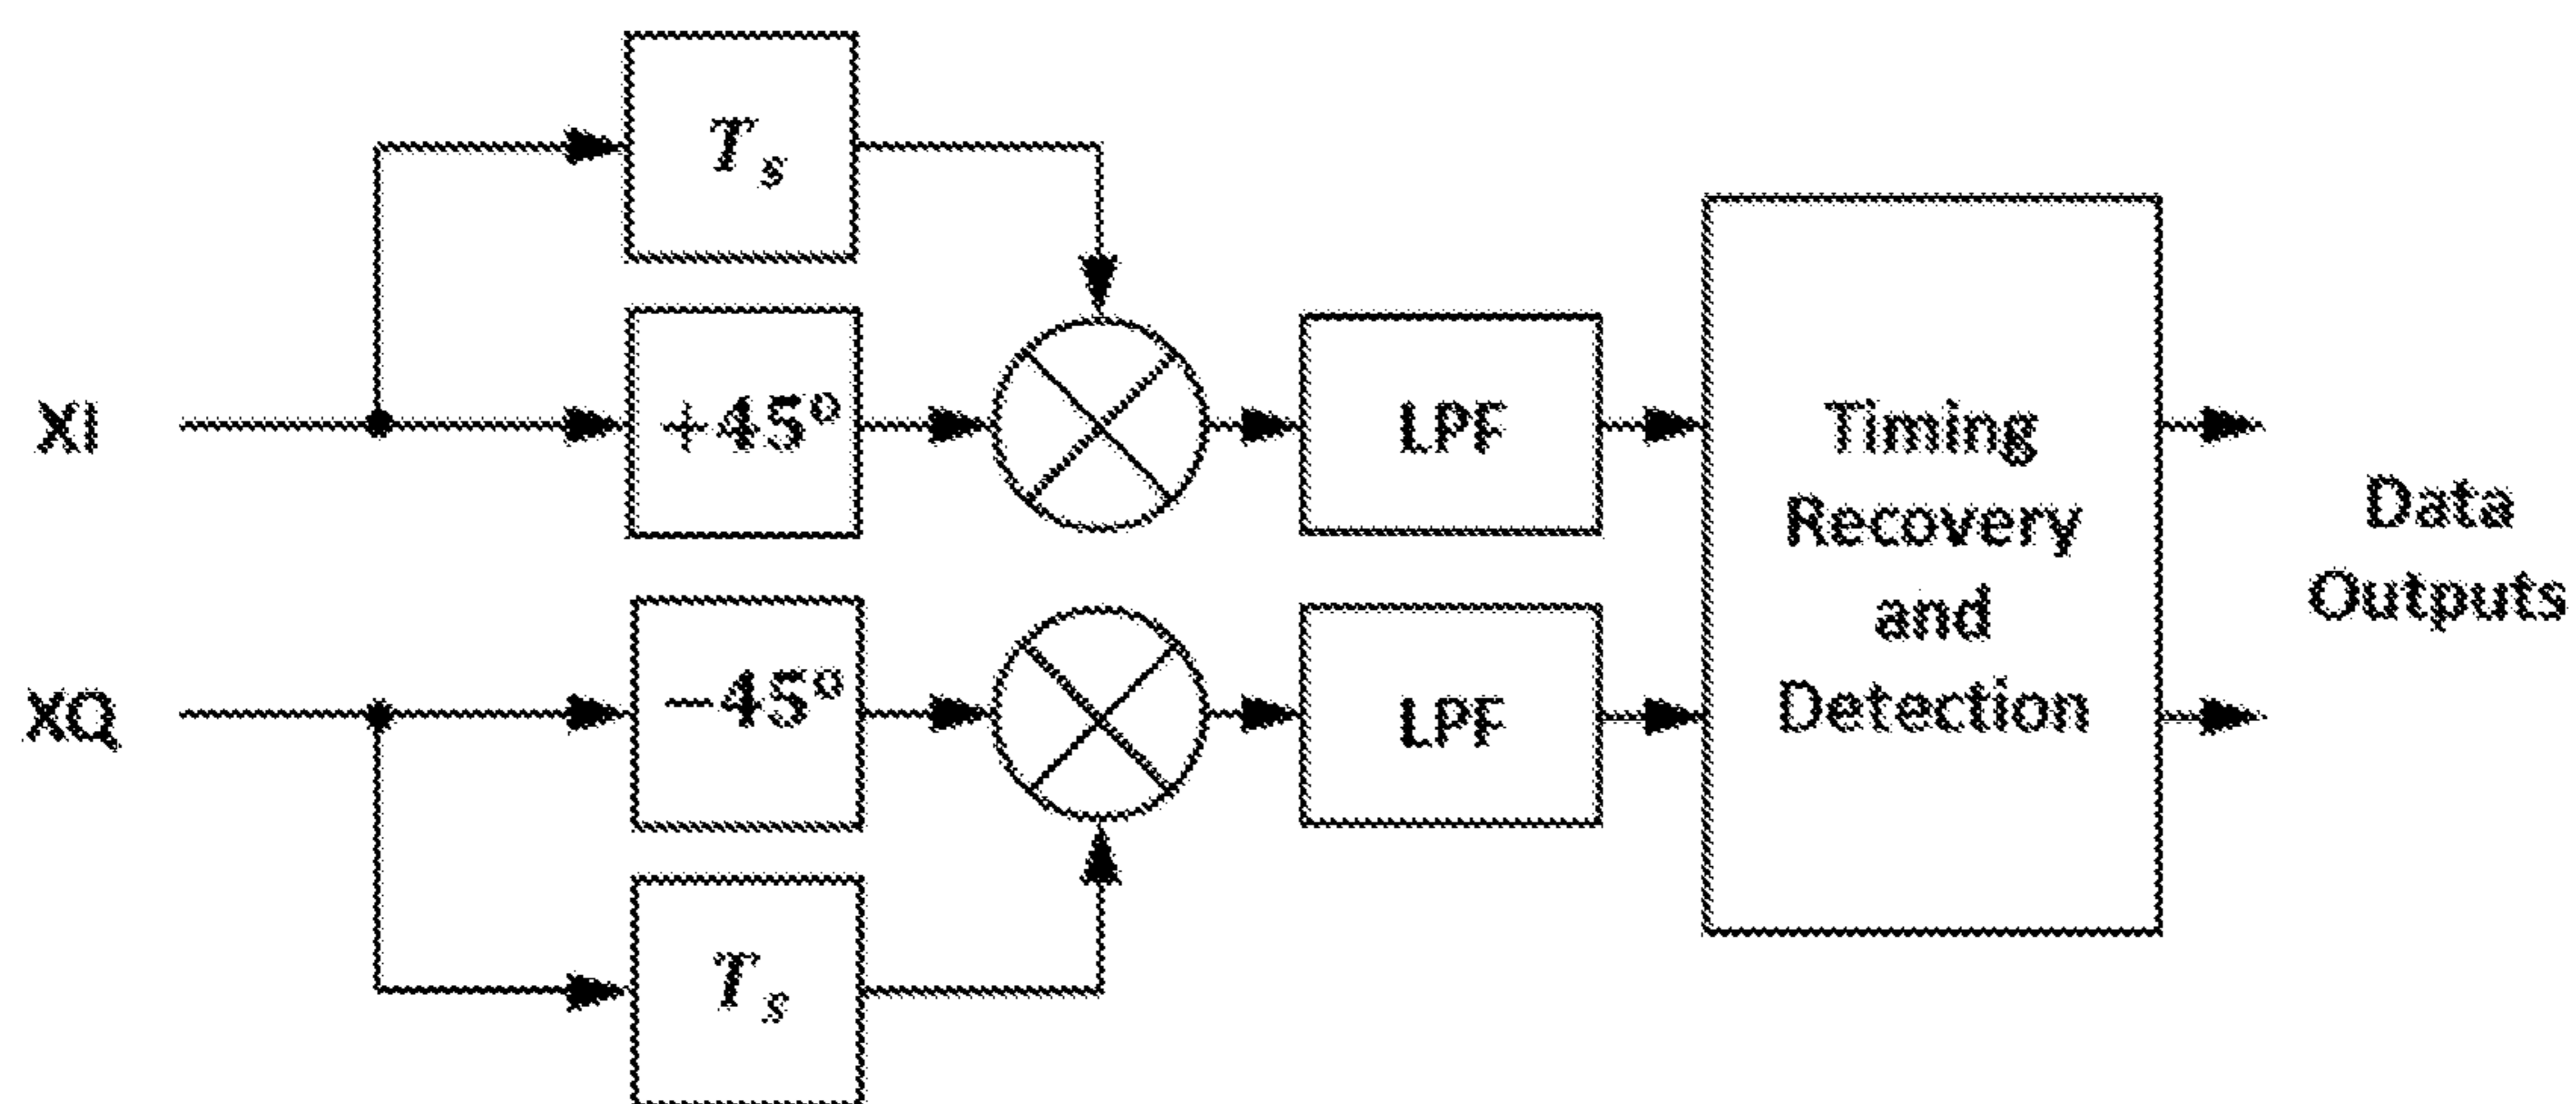 T_s
XI
+45°
LPF
Timing
Recovery
and
Detection
Data
Outputs
XQ
−45°
LPF
T_s